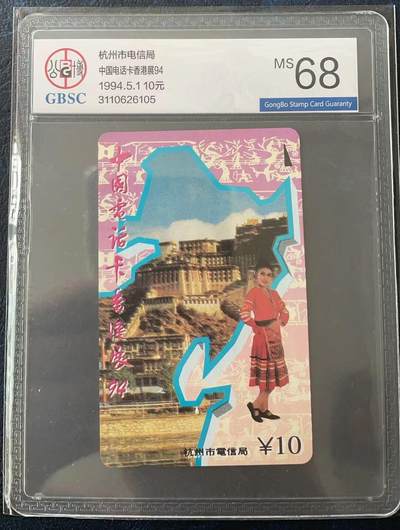 杭州市电信局
中国电话卡香港展94
1994.5.1 10元
3110626105
GBSC
MS 68
GongBo Stamp Card Guaranty
中国電话卡香港展94
¥10
杭州市電信局